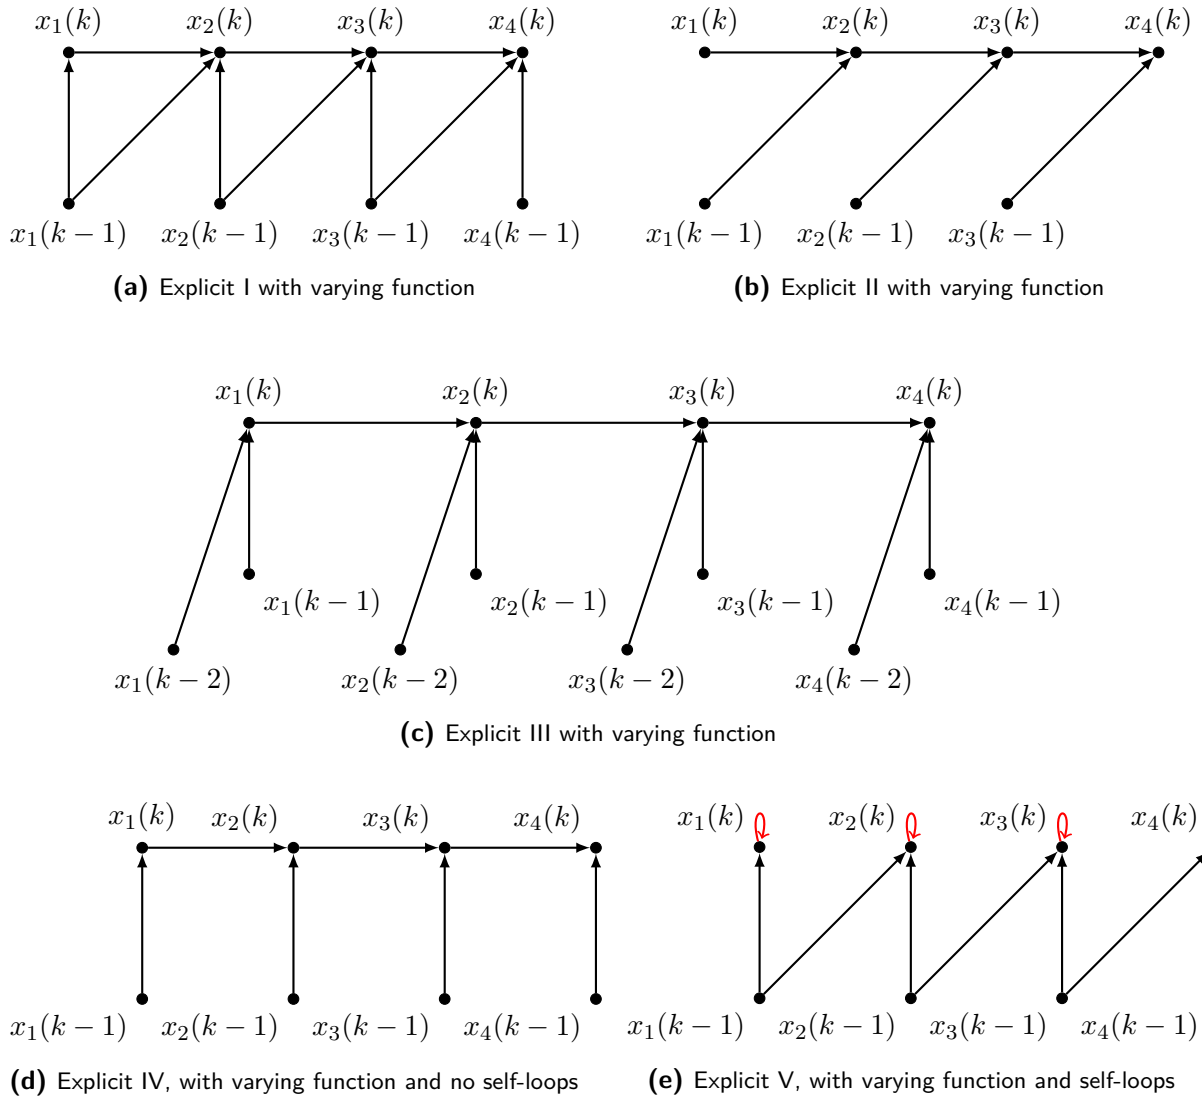 x₁(k) x₂(k) x₃(k) x₄(k) x₁(k) x₂(k) x₃(k) x₄(k)
x₁(k − 1) x₂(k − 1) x₃(k − 1) x₄(k − 1) x₁(k − 1) x₂(k − 1) x₃(k − 1)
(a) Explicit I with varying function (b) Explicit II with varying function
x₁(k) x₂(k) x₃(k) x₄(k)
x₁(k − 1) x₂(k − 1) x₃(k − 1) x₄(k − 1)
x₁(k − 2) x₂(k − 2) x₃(k − 2) x₄(k − 2)
(c) Explicit III with varying function
x₁(k) x₂(k) x₃(k) x₄(k) x₁(k) x₂(k) x₃(k) x₄(k)
x₁(k − 1) x₂(k − 1) x₃(k − 1) x₄(k − 1) x₁(k − 1) x₂(k − 1) x₃(k − 1) x₄(k − 1)
(d) Explicit IV, with varying function and no self-loops (e) Explicit V, with varying function and self-loops